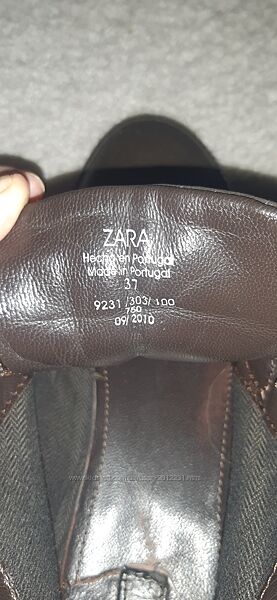 ZARA
Hecho en Portugal
Made in Portugal
37
9231/303/100
760
09/2010